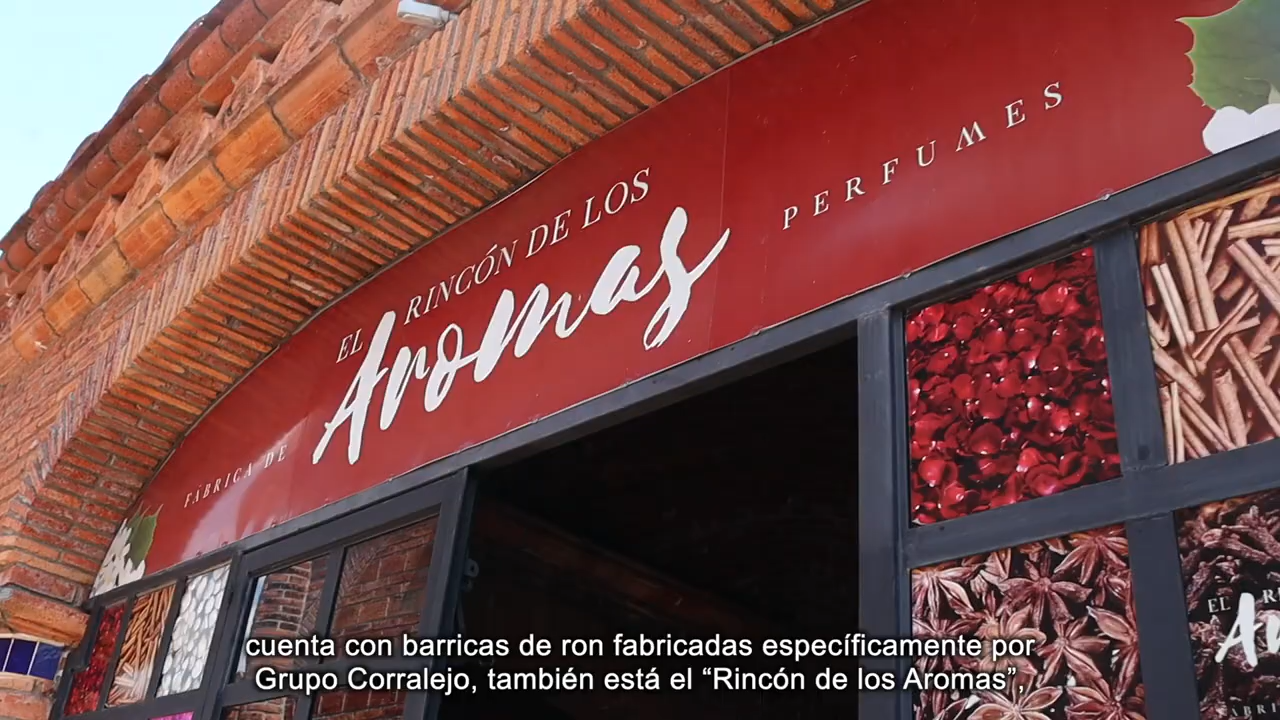 EL RINCÓN DE LOS
Aromas
FÁBRICA DE
PERFUMES
EL
cuenta con barricas de ron fabricadas específicamente por
Grupo Corralejo, también está el “Rincón de los Aromas”,